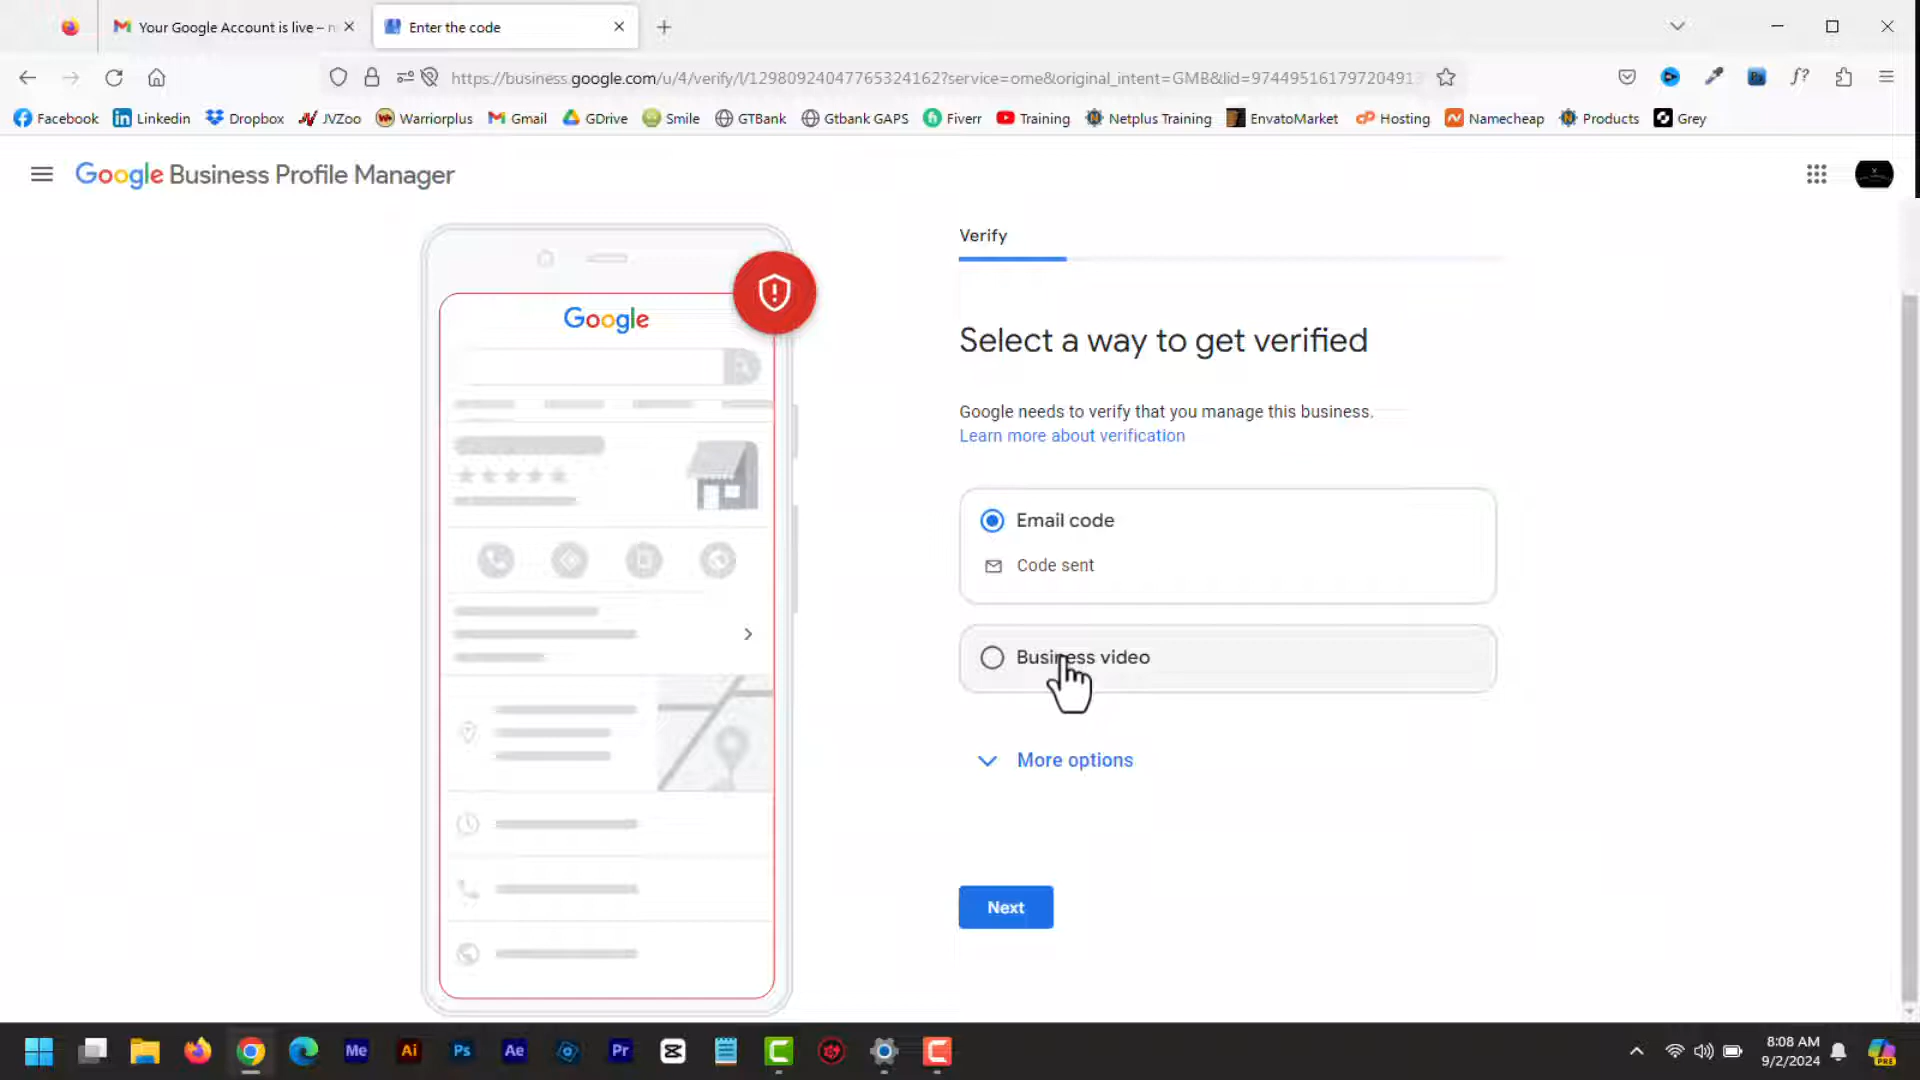 Your Google Account is live – n
Enter the code
https://business.google.com/u/4/verify/l/12980924047765324162?service=ome&original_intent=GMB&lid=97449516179720491
Facebook Linkedin Dropbox JVZoo Warriorplus Gmail GDrive Smile GTBank Gtbank GAPS Fiverr Training Netplus Training EnvatoMarket Hosting Namecheap Products Grey
Google Business Profile Manager
Google
Verify
Select a way to get verified
Google needs to verify that you manage this business.
Learn more about verification
Email code
Code sent
Business video
More options
Next
Me Ai Ps Ae Pr
8:08 AM
9/2/2024
PRE